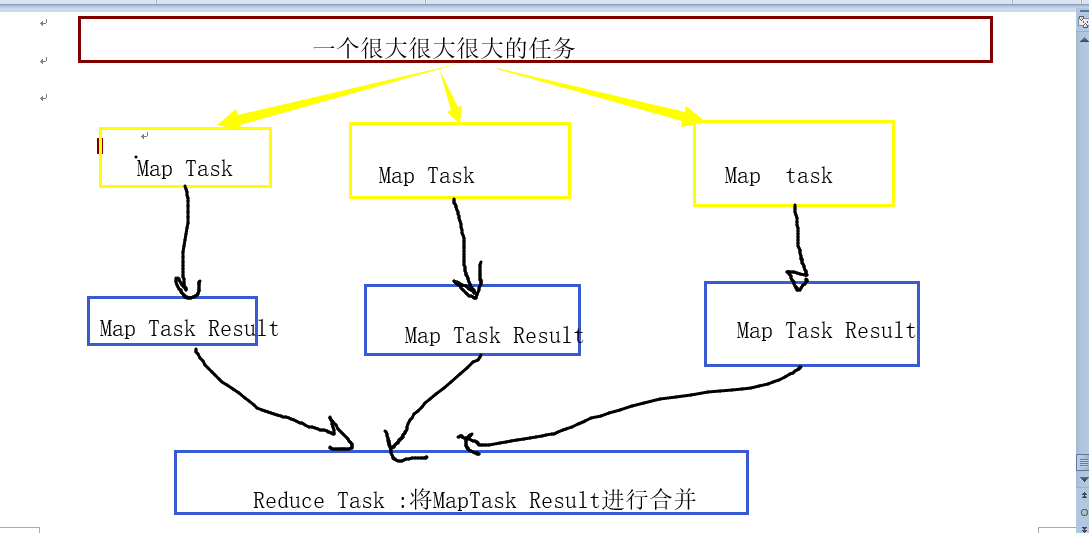 一个很大很大很大的任务
Map Task
Map Task
Map  task
Map Task Result
Map Task Result
Map Task Result
Reduce Task :将MapTask Result进行合并